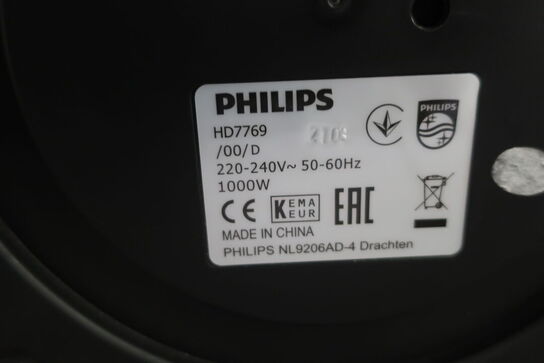 PHILIPS
HD7769
/00/D
220-240V~ 50-60Hz
1000W
PHILIPS
CE KEMA KEUR EAC
MADE IN CHINA
PHILIPS NL9206AD-4 Drachten